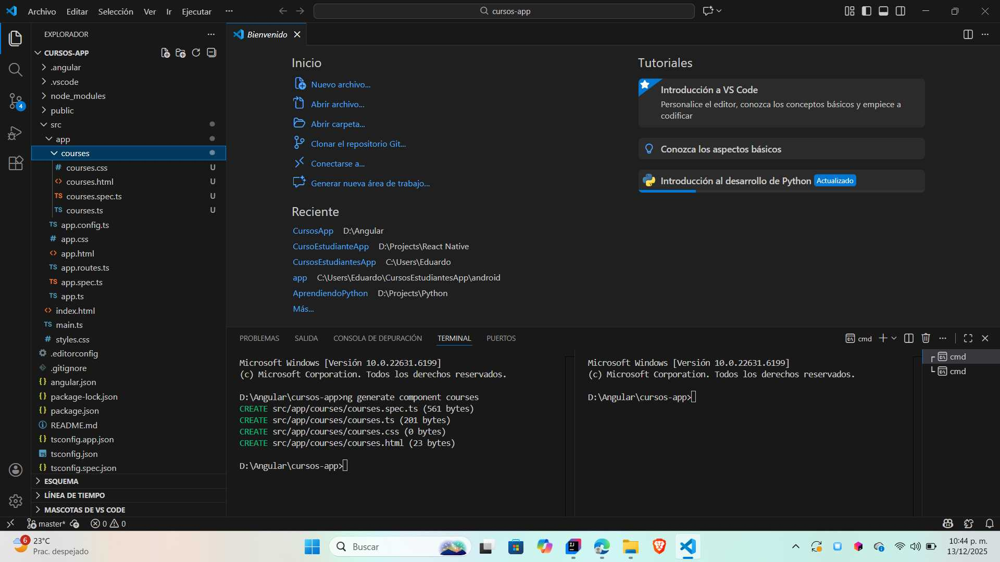 Archivo Editar Selección Ver Ir Ejecutar ···
cursos-app
EXPLORADOR
CURSOS-APP
.angular
.vscode
node_modules
public
src
app
courses
courses.css U
courses.html U
courses.spec.ts U
courses.ts U
app.config.ts
app.css
app.html
app.routes.ts
app.spec.ts
app.ts
index.html
main.ts
styles.css
.editorconfig
.gitignore
angular.json
package-lock.json
package.json
README.md
tsconfig.app.json
tsconfig.json
tsconfig.spec.json
ESQUEMA
LÍNEA DE TIEMPO
MASCOTAS DE VS CODE
4
Bienvenido
Inicio
Nuevo archivo...
Abrir archivo...
Abrir carpeta...
Clonar el repositorio Git...
Conectarse a...
Generar nueva área de trabajo...
Reciente
CursosApp D:\Angular
CursoEstudianteApp D:\Projects\React Native
CursosEstudiantesApp C:\Users\Eduardo
app C:\Users\Eduardo\CursosEstudiantesApp\android
AprendiendoPython D:\Projects\Python
Más...
Tutoriales
Introducción a VS Code
Personalice el editor, conozca los conceptos básicos y empiece a
codificar
Conozca los aspectos básicos
Introducción al desarrollo de Python Actualizado
PROBLEMAS SALIDA CONSOLA DE DEPURACIÓN TERMINAL PUERTOS
cmd
Microsoft Windows [Versión 10.0.22631.6199]
(c) Microsoft Corporation. Todos los derechos reservados.
D:\Angular\cursos-app>ng generate component courses
CREATE src/app/courses/courses.spec.ts (561 bytes)
CREATE src/app/courses/courses.ts (201 bytes)
CREATE src/app/courses/courses.css (0 bytes)
CREATE src/app/courses/courses.html (23 bytes)
D:\Angular\cursos-app>
Microsoft Windows [Versión 10.0.22631.6199]
(c) Microsoft Corporation. Todos los derechos reservados.
D:\Angular\cursos-app>
cmd
cmd
master* 0 0
6
23°C
Prac. despejado
Buscar
10:44 p. m.
13/12/2025